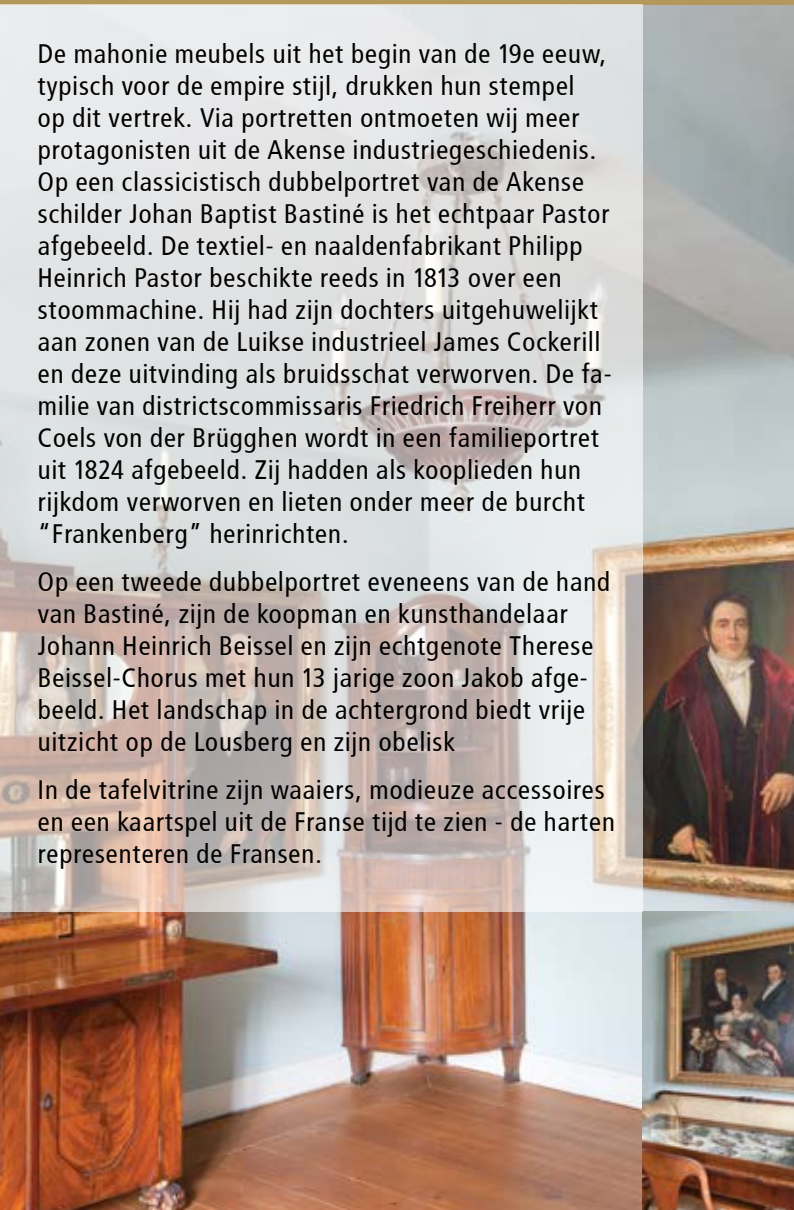 De mahonie meubels uit het begin van de 19e eeuw,
typisch voor de empire stijl, drukken hun stempel
op dit vertrek. Via portretten ontmoeten wij meer
protagonisten uit de Akense industriegeschiedenis.
Op een classicistisch dubbelportret van de Akense
schilder Johan Baptist Bastiné is het echtpaar Pastor
afgebeeld. De textiel- en naaldenfabrikant Philipp
Heinrich Pastor beschikte reeds in 1813 over een
stoommachine. Hij had zijn dochters uitgehuwelijkt
aan zonen van de Luikse industrieel James Cockerill
en deze uitvinding als bruidsschat verworven. De fa-
milie van districtscommissaris Friedrich Freiherr von
Coels von der Brügghen wordt in een familieportret
uit 1824 afgebeeld. Zij hadden als kooplieden hun
rijkdom verworven en lieten onder meer de burcht
“Frankenberg” herinrichten.
Op een tweede dubbelportret eveneens van de hand
van Bastiné, zijn de koopman en kunsthandelaar
Johann Heinrich Beissel en zijn echtgenote Therese
Beissel-Chorus met hun 13 jarige zoon Jakob afge-
beeld. Het landschap in de achtergrond biedt vrije
uitzicht op de Lousberg en zijn obelisk
In de tafelvitrine zijn waaiers, modieuze accessoires
en een kaartspel uit de Franse tijd te zien - de harten
representeren de Fransen.